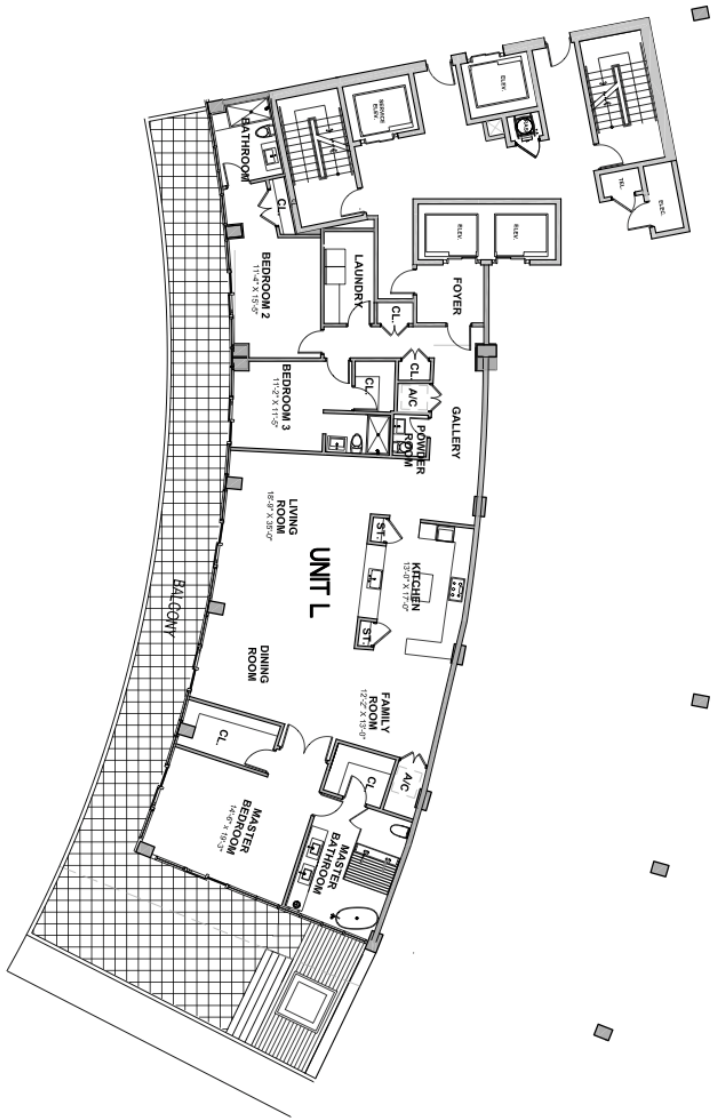 ELEV.
SERVICE
ELEV.
BATHROOM
CL.
TEL.
ELEC.
ELEV.
ELEV.
LAUNDRY
FOYER
BEDROOM 2
11'-4" X 15'-5"
CL.
CL.
BEDROOM 3
11'-2" X 11'-5"
CL.
A/C
GALLERY
POWDER
ROOM
LIVING
ROOM
18'-9" X 35'-0"
ST.
UNIT L
KITCHEN
13'-0" X 17'-0"
BALCONY
ST.
DINING
ROOM
FAMILY
ROOM
12'-2" X 13'-0"
CL.
CL.
A/C
MASTER
BEDROOM
14'-6" X 19'-3"
MASTER
BATHROOM